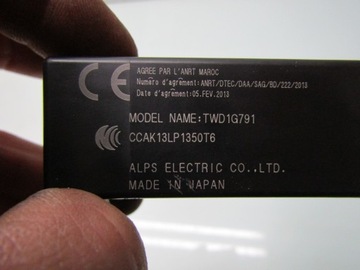 CE
AGREE PAR L'ANRT MAROC
Numéro d'agrément:ANRT/DTEC/DAA/SAG/BD/222/2013
Date d'agrément:05.FEV.2013
MODEL NAME:TWD1G791
CCAK13LP1350T6
ALPS ELECTRIC CO.,LTD.
MADE IN JAPAN